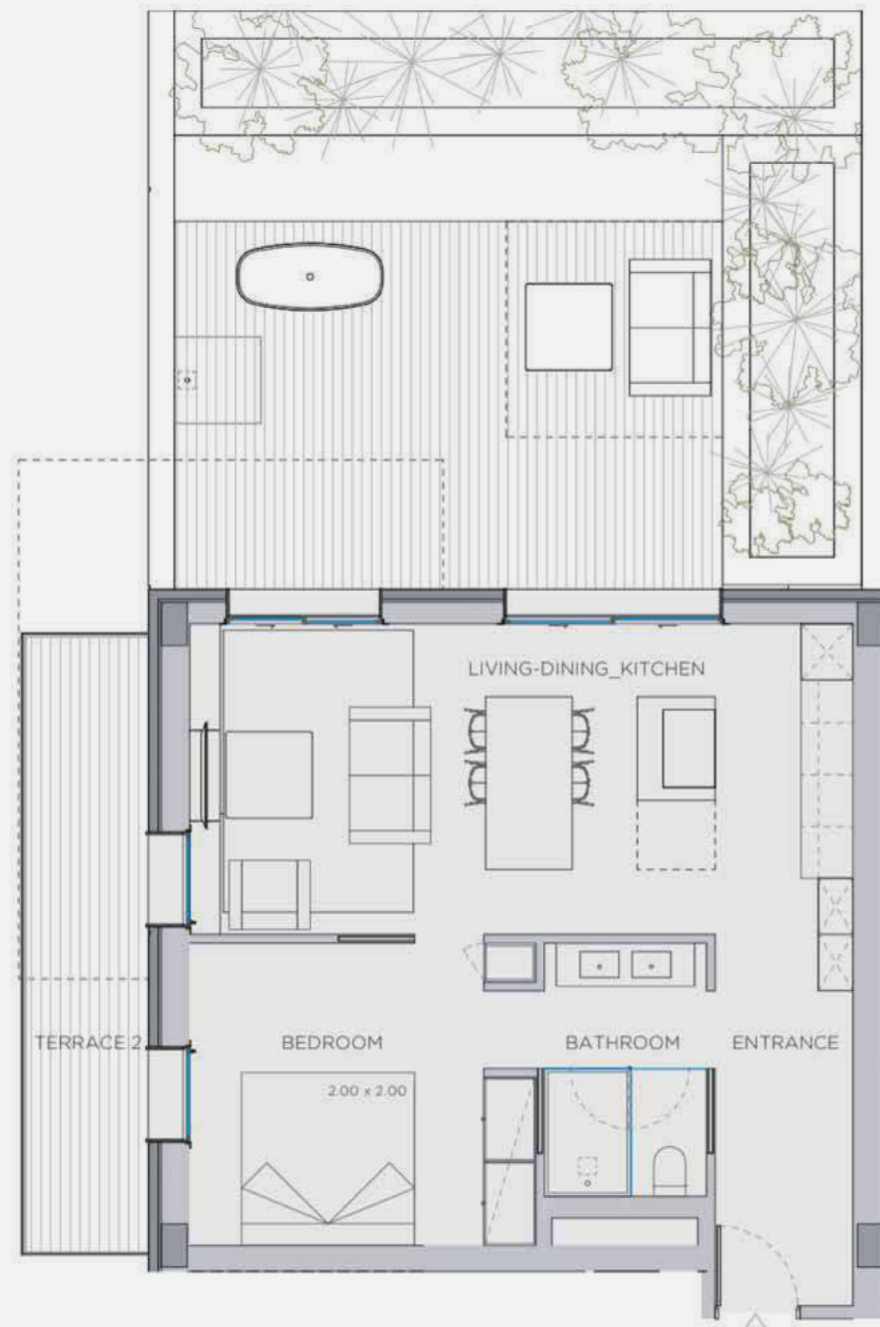 LIVING-DINING_KITCHEN
TERRACE 2
BEDROOM
BATHROOM
ENTRANCE
2.00 x 2.00